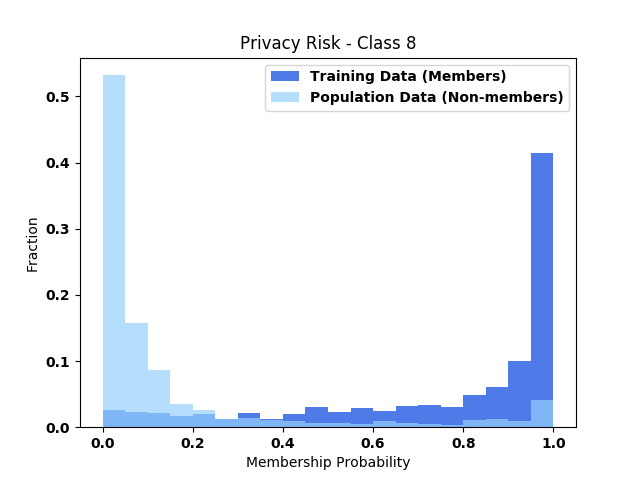 Privacy Risk - Class 8
Training Data (Members)
Population Data (Non-members)
0.5
0.4
0.3
0.2
0.1
0.0
Fraction
0.0 0.2 0.4 0.6 0.8 1.0
Membership Probability